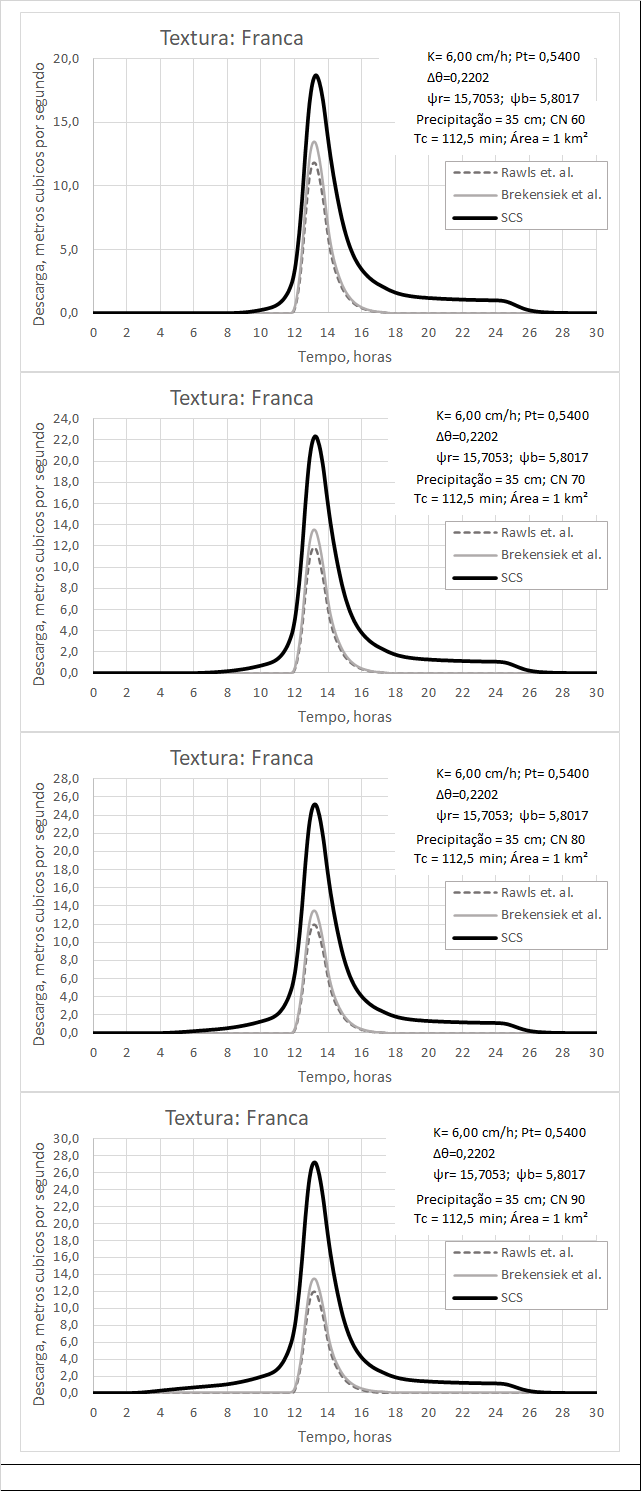 Textura: Franca
K= 6,00 cm/h; Pt= 0,5400
Δθ=0,2202
ψr= 15,7053; ψb= 5,8017
Precipitação = 35 cm; CN 60
Tc = 112,5 min; Área = 1 km²
Rawls et. al.
Brekensiek et al.
SCS
Descarga, metros cubicos por segundo
20,0
15,0
10,0
5,0
0,0
0 2 4 6 8 10 12 14 16 18 20 22 24 26 28 30
Tempo, horas
Textura: Franca
K= 6,00 cm/h; Pt= 0,5400
Δθ=0,2202
ψr= 15,7053; ψb= 5,8017
Precipitação = 35 cm; CN 70
Tc = 112,5 min; Área = 1 km²
Rawls et. al.
Brekensiek et al.
SCS
Descarga, metros cubicos por segundo
24,0
22,0
20,0
18,0
16,0
14,0
12,0
10,0
8,0
6,0
4,0
2,0
0,0
0 2 4 6 8 10 12 14 16 18 20 22 24 26 28 30
Tempo, horas
Textura: Franca
K= 6,00 cm/h; Pt= 0,5400
Δθ=0,2202
ψr= 15,7053; ψb= 5,8017
Precipitação = 35 cm; CN 80
Tc = 112,5 min; Área = 1 km²
Rawls et. al.
Brekensiek et al.
SCS
Descarga, metros cubicos por segundo
28,0
26,0
24,0
22,0
20,0
18,0
16,0
14,0
12,0
10,0
8,0
6,0
4,0
2,0
0,0
0 2 4 6 8 10 12 14 16 18 20 22 24 26 28 30
Tempo, horas
Textura: Franca
K= 6,00 cm/h; Pt= 0,5400
Δθ=0,2202
ψr= 15,7053; ψb= 5,8017
Precipitação = 35 cm; CN 90
Tc = 112,5 min; Área = 1 km²
Rawls et. al.
Brekensiek et al.
SCS
Descarga, metros cubicos por segundo
30,0
28,0
26,0
24,0
22,0
20,0
18,0
16,0
14,0
12,0
10,0
8,0
6,0
4,0
2,0
0,0
0 2 4 6 8 10 12 14 16 18 20 22 24 26 28 30
Tempo, horas